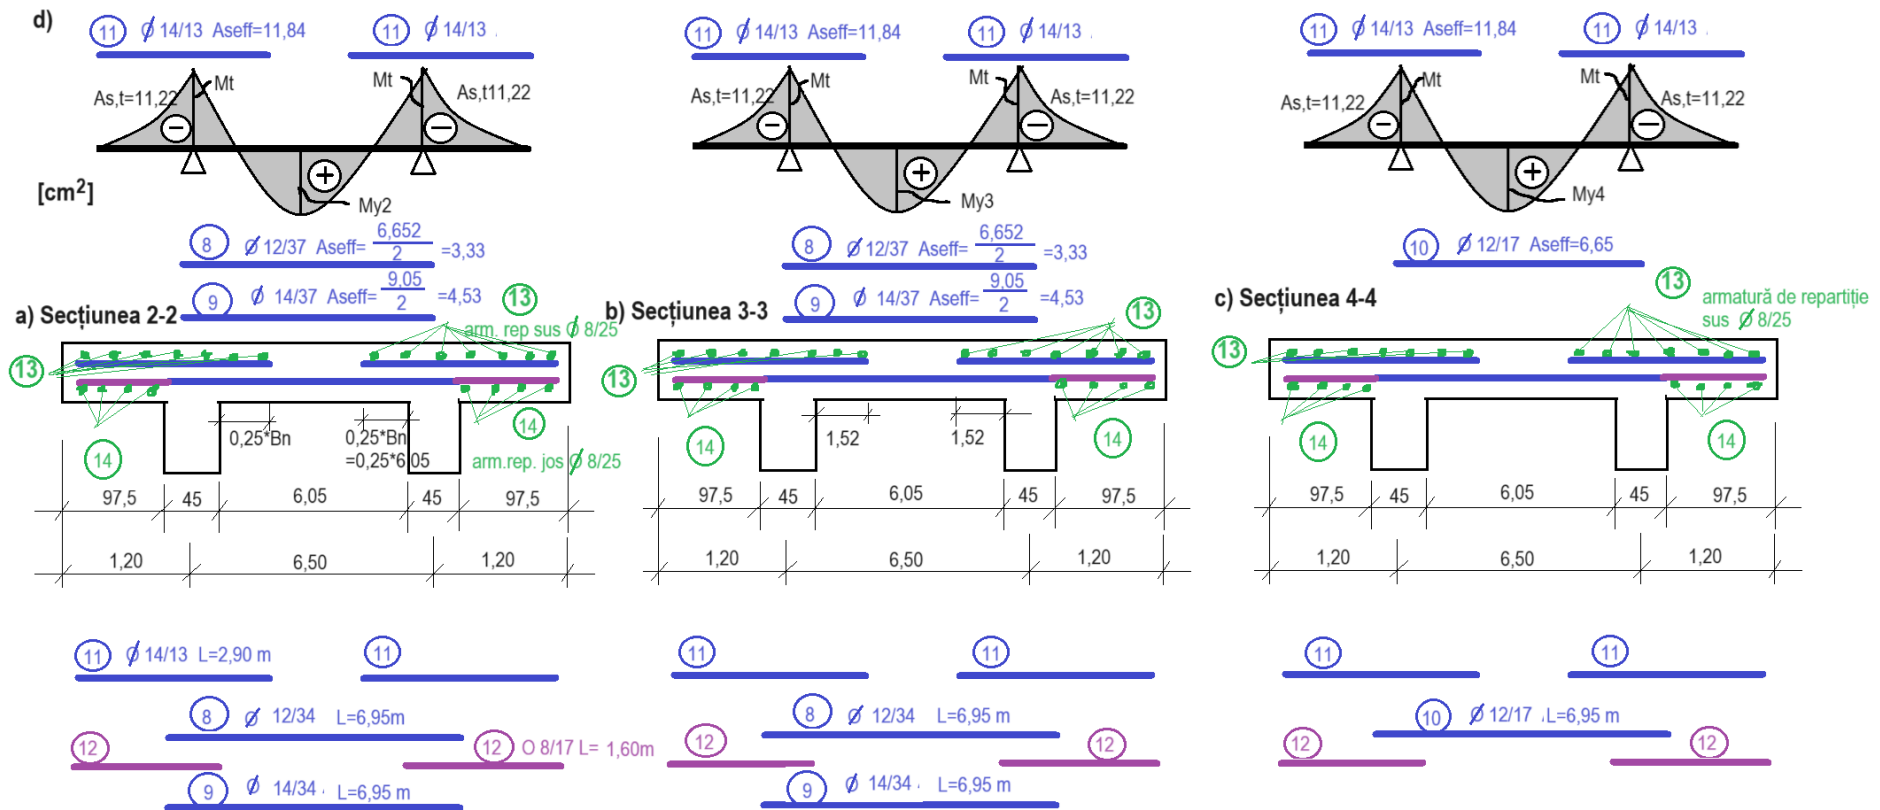 d)
11 Ø 14/13 Aseff=11,84
11 Ø 14/13
11 Ø 14/13 Aseff=11,84
11 Ø 14/13
11 Ø 14/13 Aseff=11,84
11 Ø 14/13
As,t=11,22
Mt
Mt
As,t11,22
As,t=11,22
Mt
Mt
As,t=11,22
As,t=11,22
Mt
Mt
As,t=11,22
−
−
−
−
−
−
+
+
+
[cm²]
My2
My3
My4
8 Ø 12/37 Aseff= 6,652/2 =3,33
8 Ø 12/37 Aseff= 6,652/2 =3,33
10 Ø 12/17 Aseff=6,65
9 Ø 14/37 Aseff= 9,05/2 =4,53
9 Ø 14/37 Aseff= 9,05/2 =4,53
a) Secțiunea 2-2
13
arm. rep sus Ø 8/25
b) Secțiunea 3-3
13
c) Secțiunea 4-4
13
armatură de repartiție
sus Ø 8/25
13
13
13
0,25*Bn
0,25*Bn
=0,25*6,05
14
14
arm.rep. jos Ø 8/25
1,52
1,52
14
14
14
14
97,5 45 6,05 45 97,5
97,5 45 6,05 45 97,5
97,5 45 6,05 45 97,5
1,20 6,50 1,20
1,20 6,50 1,20
1,20 6,50 1,20
11 Ø 14/13 L=2,90 m
11
11
11
11
11
8 Ø 12/34 L=6,95m
8 Ø 12/34 L=6,95 m
10 Ø 12/17 L=6,95 m
12
12 O 8/17 L= 1,60m
12
12
12
12
9 Ø 14/34 L=6,95 m
9 Ø 14/34 L=6,95 m